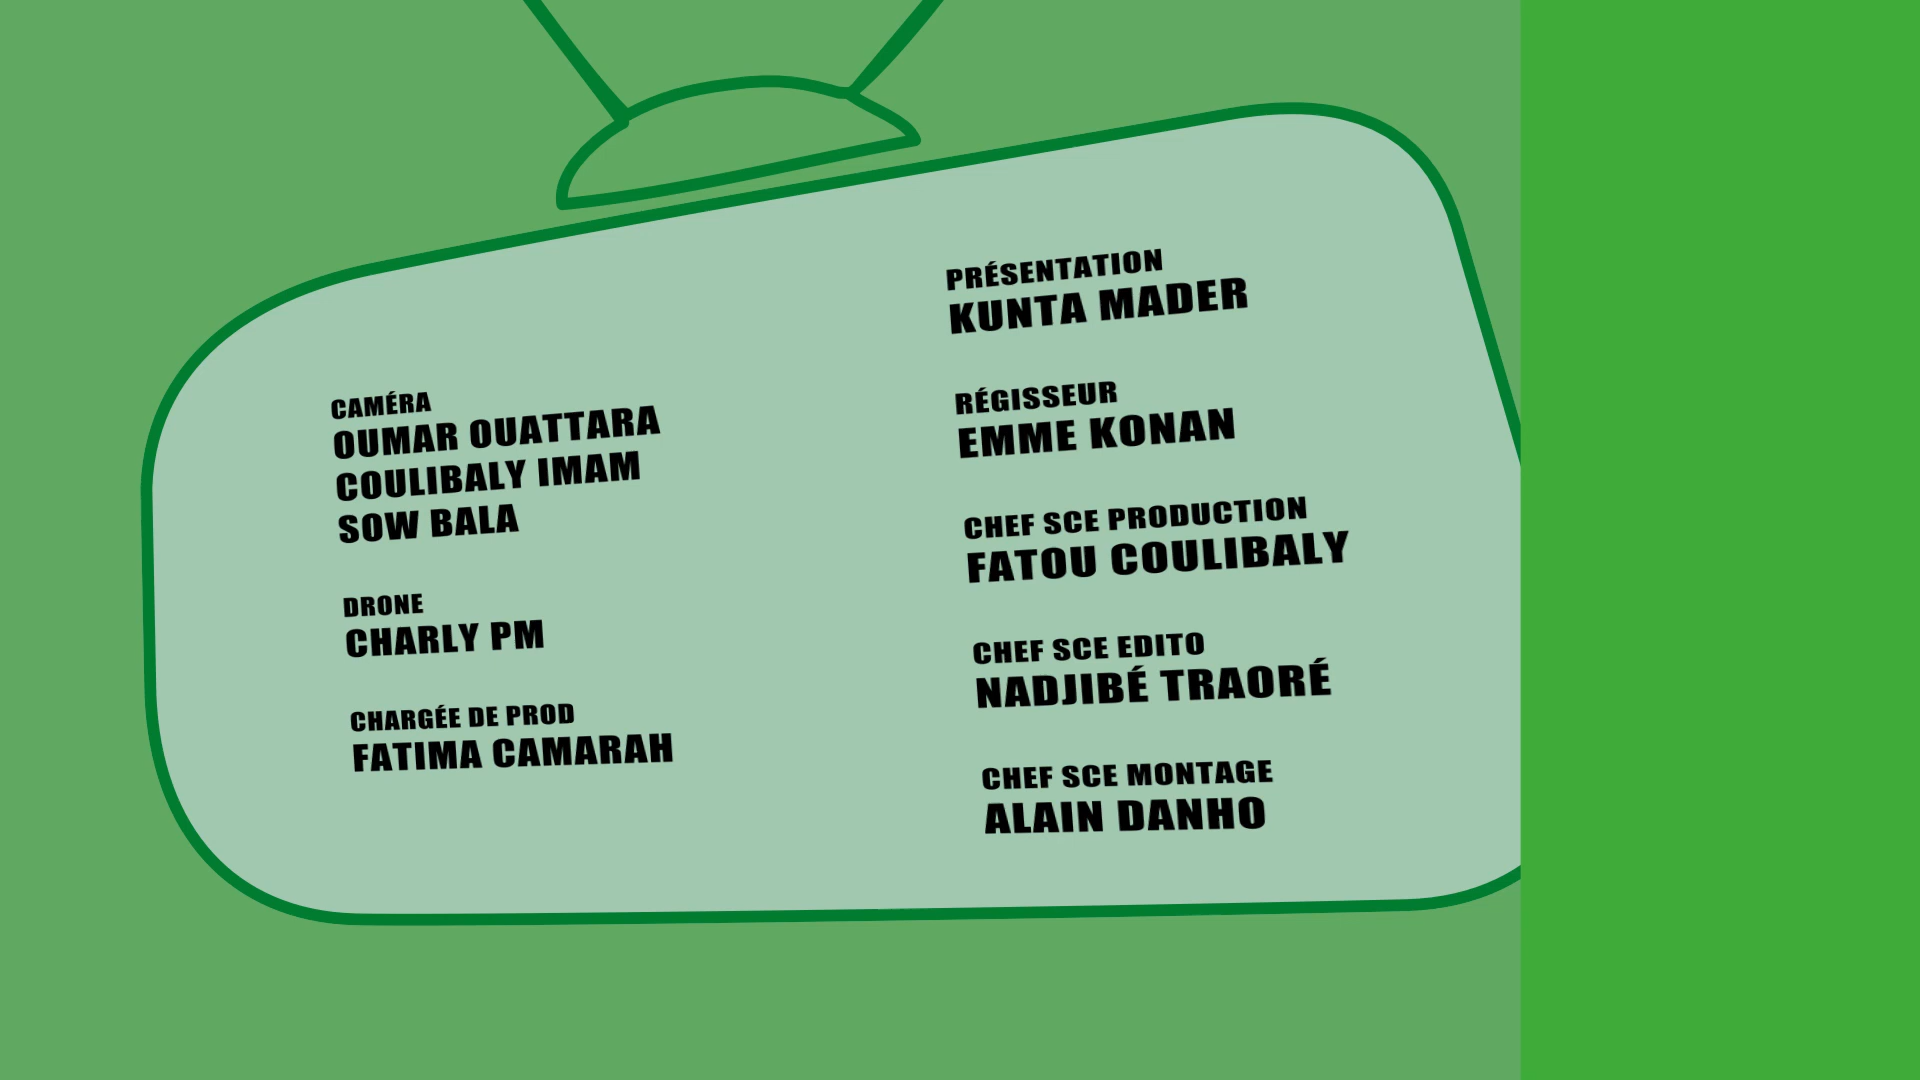 CAMÉRA
OUMAR OUATTARA
COULIBALY IMAM
SOW BALA
DRONE
CHARLY PM
CHARGÉE DE PROD
FATIMA CAMARAH
PRÉSENTATION
KUNTA MADER
RÉGISSEUR
EMME KONAN
CHEF SCE PRODUCTION
FATOU COULIBALY
CHEF SCE EDITO
NADJIBÉ TRAORÉ
CHEF SCE MONTAGE
ALAIN DANHO